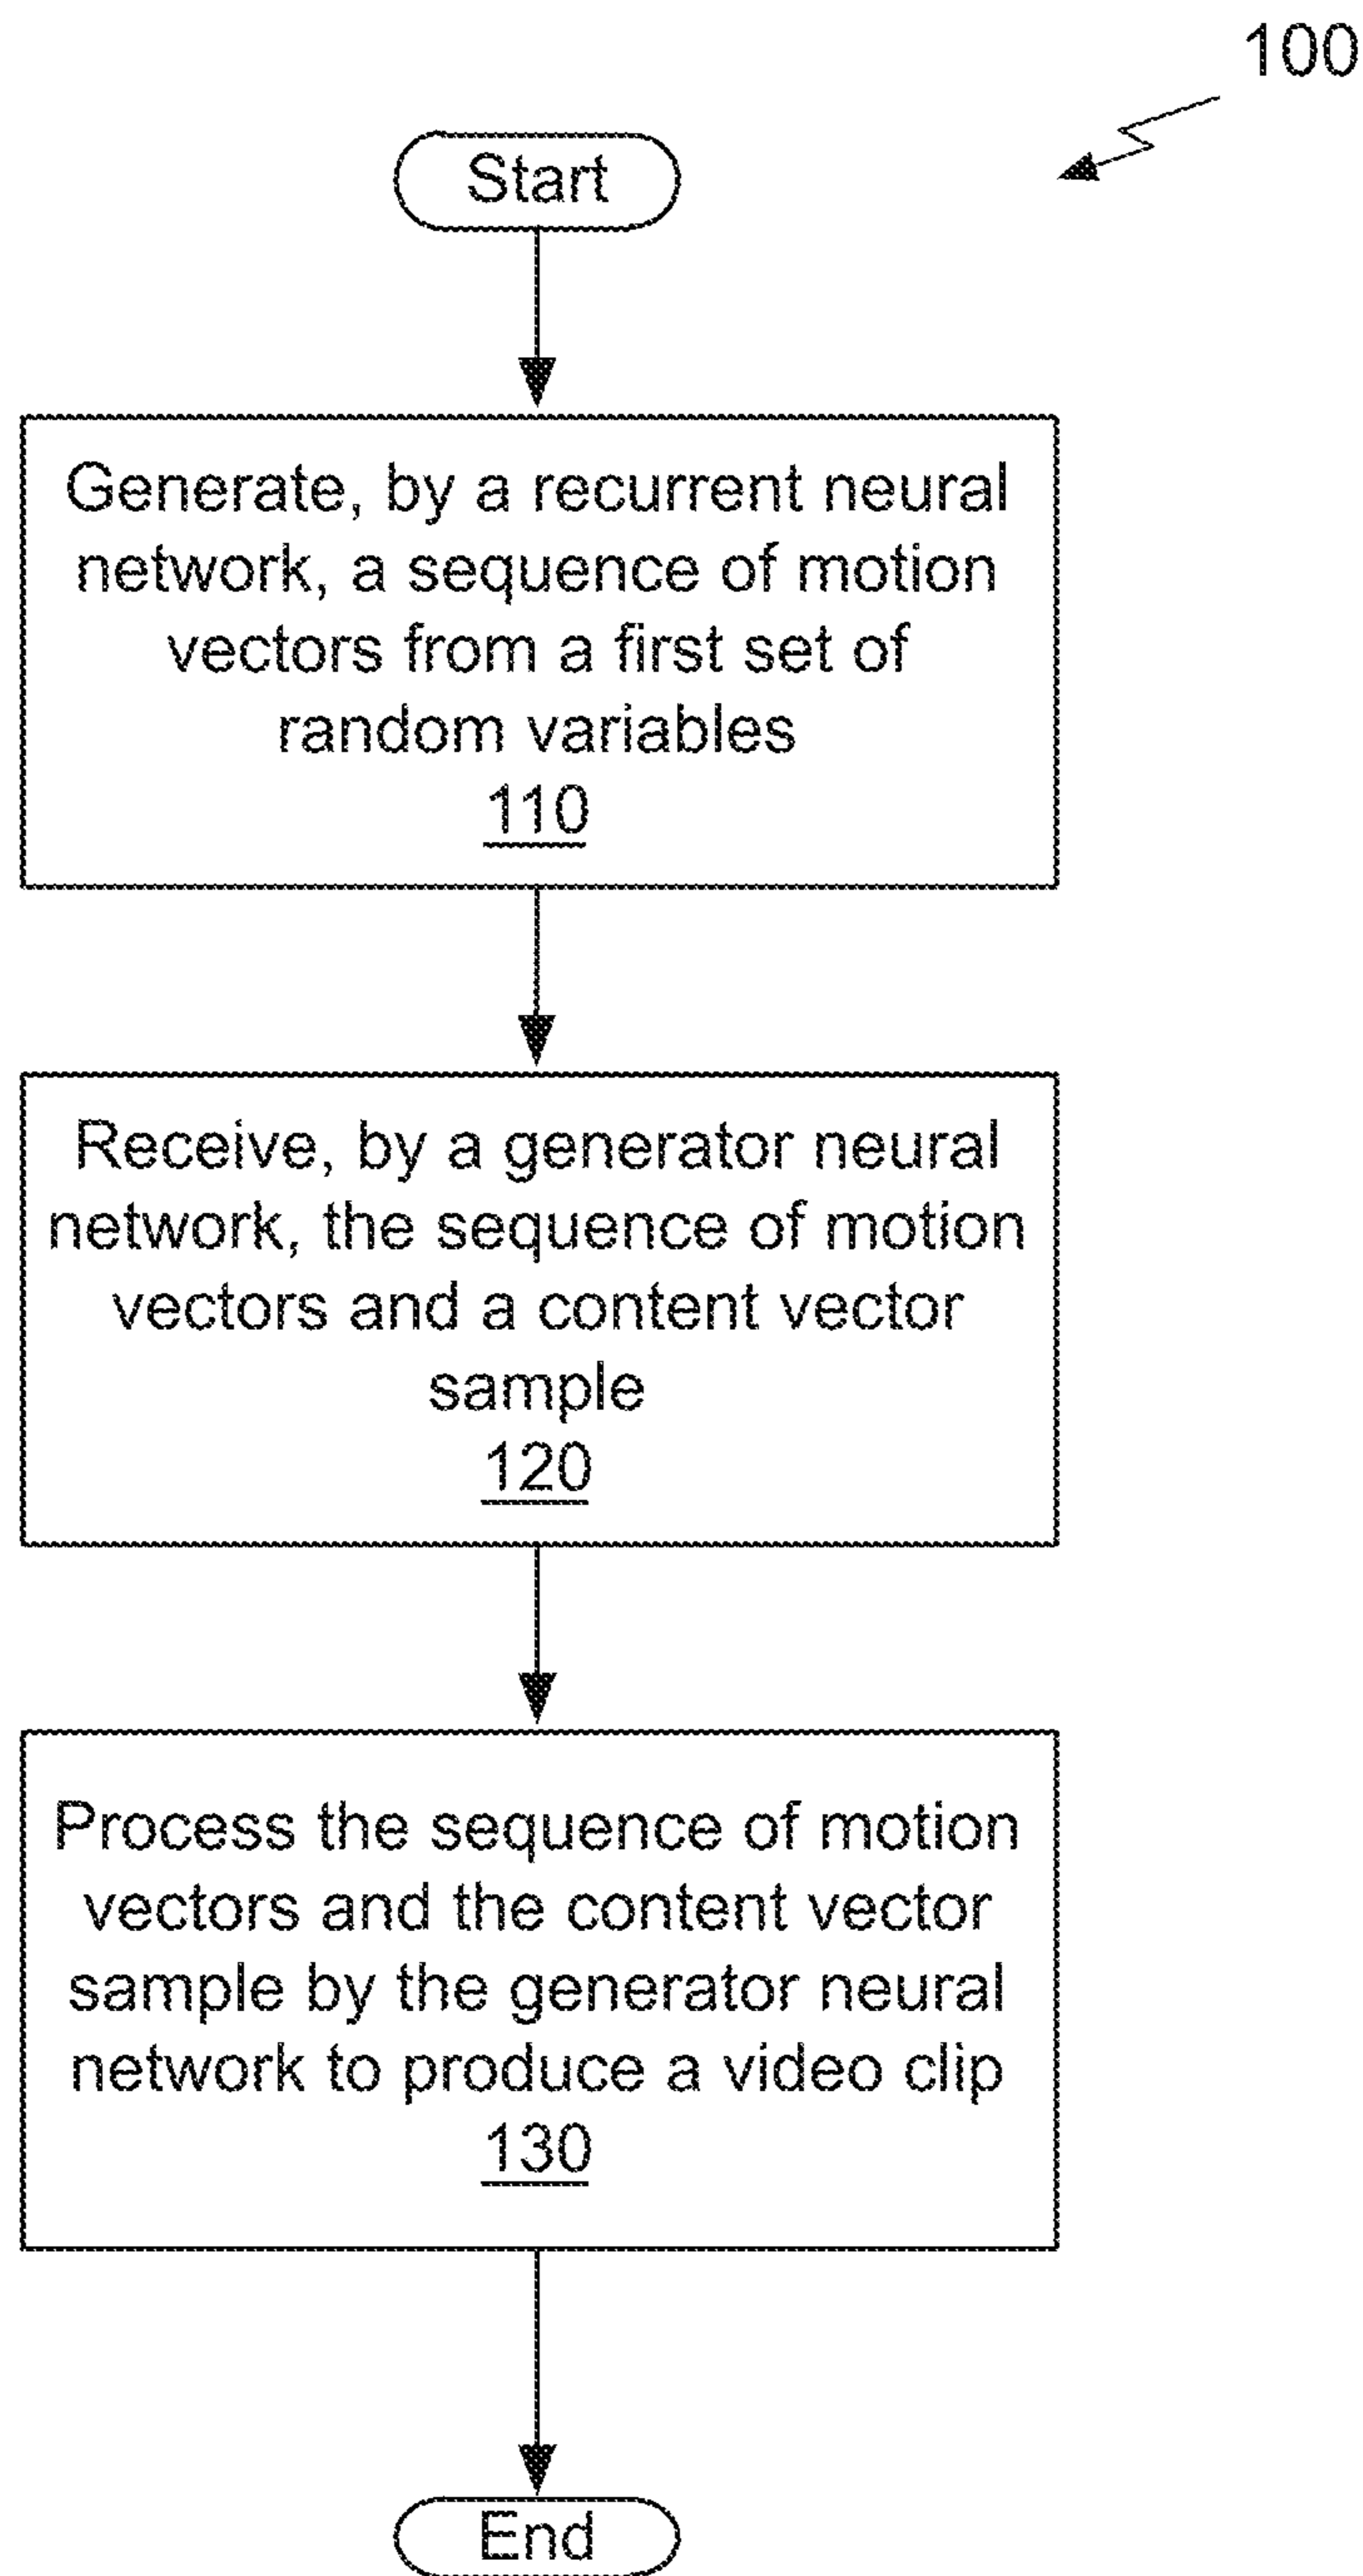 100
Start
Generate, by a recurrent neural
network, a sequence of motion
vectors from a first set of
random variables
110
Receive, by a generator neural
network, the sequence of motion
vectors and a content vector
sample
120
Process the sequence of motion
vectors and the content vector
sample by the generator neural
network to produce a video clip
130
End